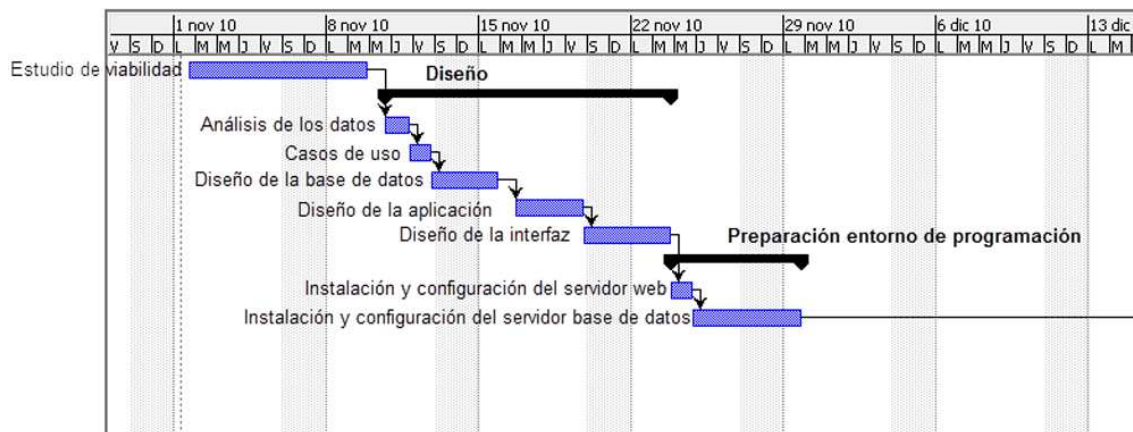 1 nov 10 8 nov 10 15 nov 10 22 nov 10 29 nov 10 6 dic 10 13 dic
V S D L M M J V S D L M M J V S D L M M J V S D L M M J V S D L M M J V S D L M M J V S D L M
Estudio de viabilidad
Diseño
Análisis de los datos
Casos de uso
Diseño de la base de datos
Diseño de la aplicación
Diseño de la interfaz
Preparación entorno de programación
Instalación y configuración del servidor web
Instalación y configuración del servidor base de datos